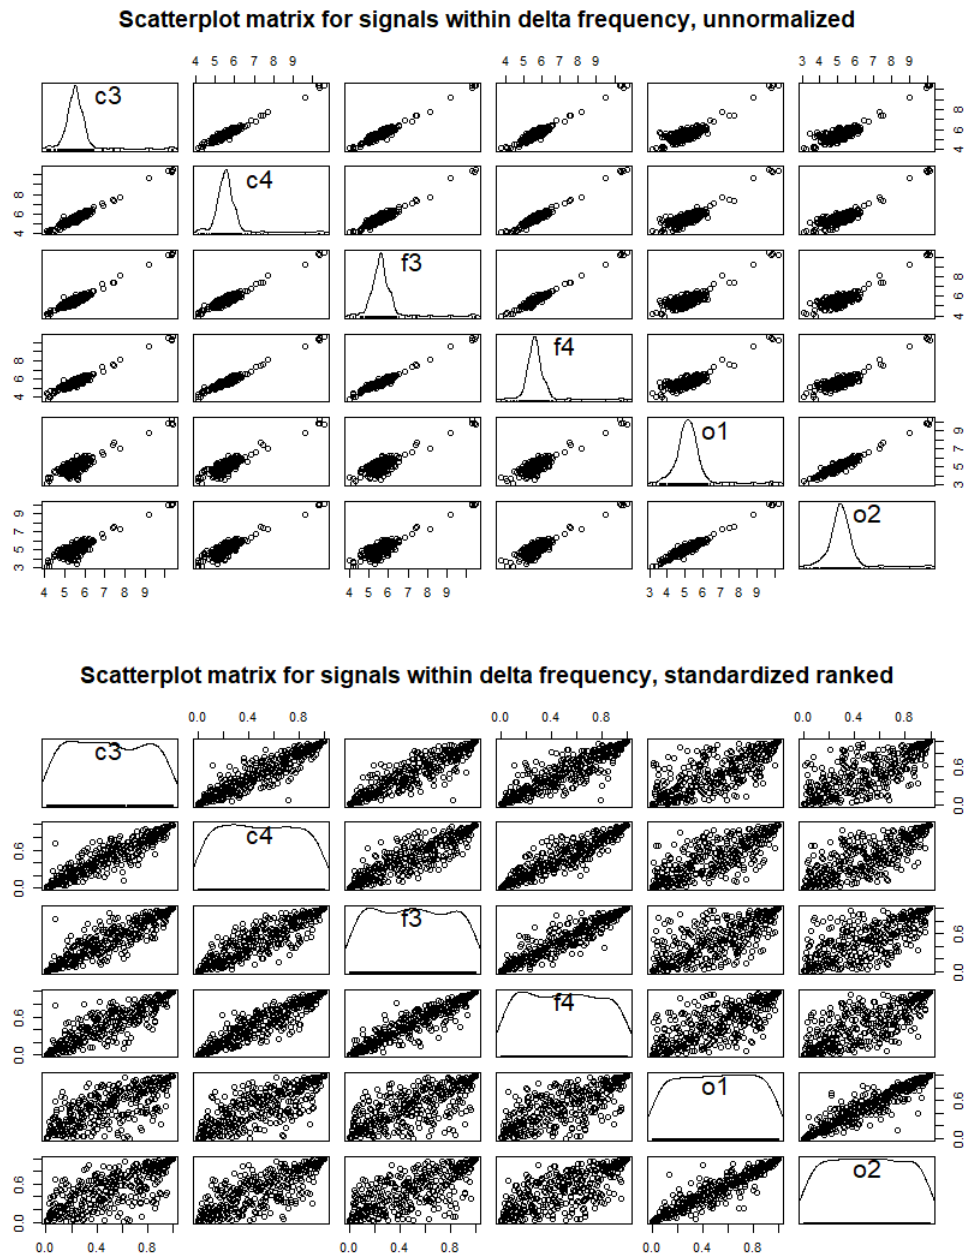 Scatterplot matrix for signals within delta frequency, unnormalized
4 5 6 7 8 9 4 5 6 7 8 9 3 4 5 6 7 9
c3 4 6 8
4 6 8 c4
f3 4 6 8
4 6 8 f4
o1 3 5 7 9
3 5 7 9 o2
4 5 6 7 8 9 4 5 6 7 8 9 3 4 5 6 7 9
Scatterplot matrix for signals within delta frequency, standardized ranked
0.0 0.4 0.8 0.0 0.4 0.8 0.0 0.4 0.8
c3 0.0 0.6
0.0 0.6 c4
f3 0.0 0.6
0.0 0.6 f4
o1 0.0 0.6
0.0 0.6 o2
0.0 0.4 0.8 0.0 0.4 0.8 0.0 0.4 0.8